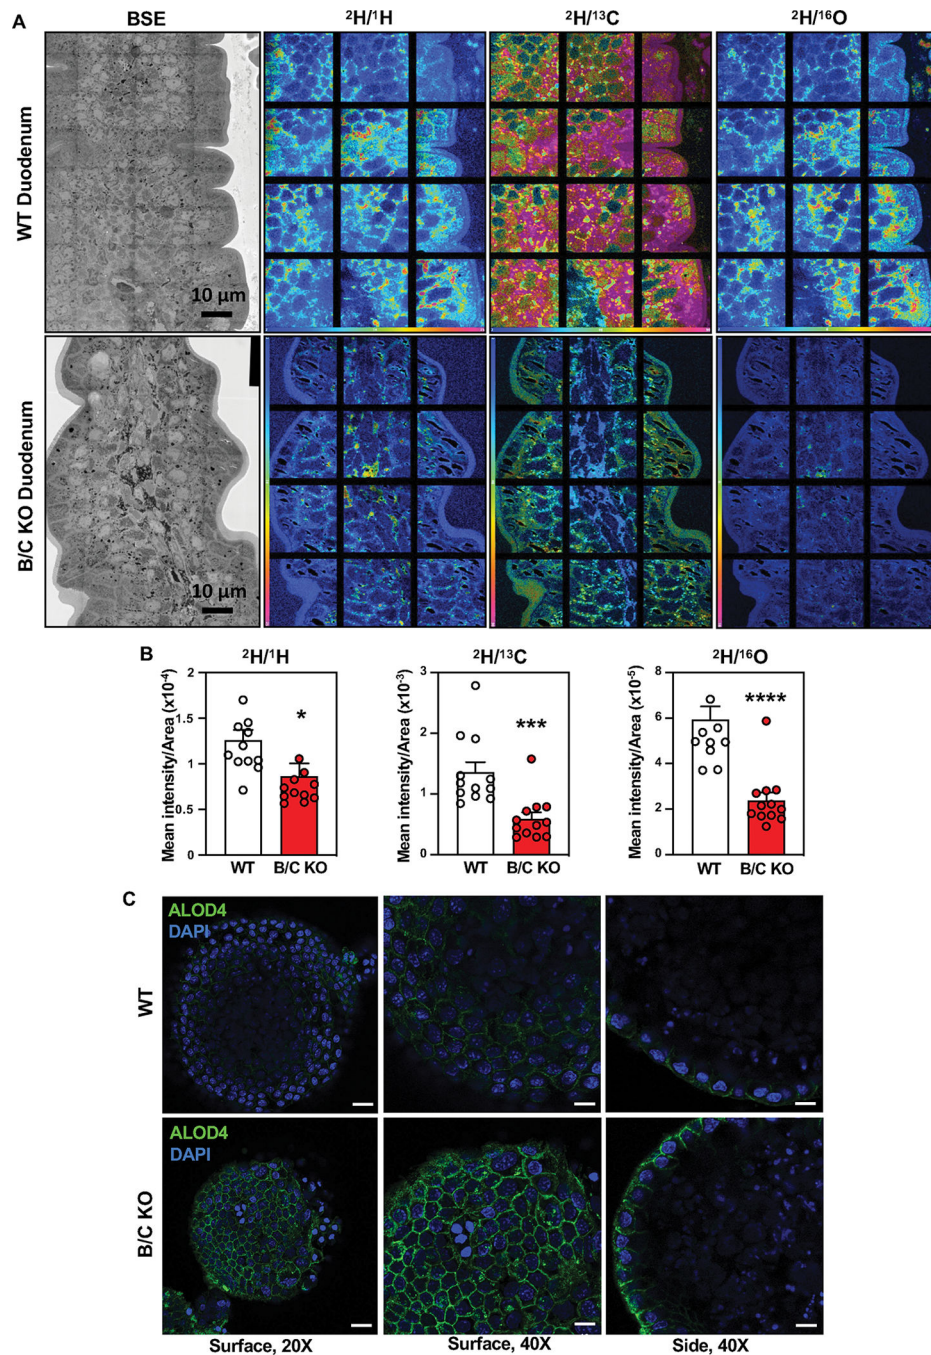 A
BSE
²H/¹H
²H/¹³C
²H/¹⁶O
WT Duodenum
10 µm
B/C KO Duodenum
10 µm
B
²H/¹H
²H/¹³C
²H/¹⁶O
Mean intensity/Area (x10⁻⁴)
2
1.5
1
0.5
0
*
WT
B/C KO
Mean intensity/Area (x10⁻³)
3
2
1
0
***
WT
B/C KO
Mean intensity/Area (x10⁻⁵)
8
6
4
2
0
****
WT
B/C KO
C
WT
ALOD4
DAPI
B/C KO
ALOD4
DAPI
Surface, 20X
Surface, 40X
Side, 40X